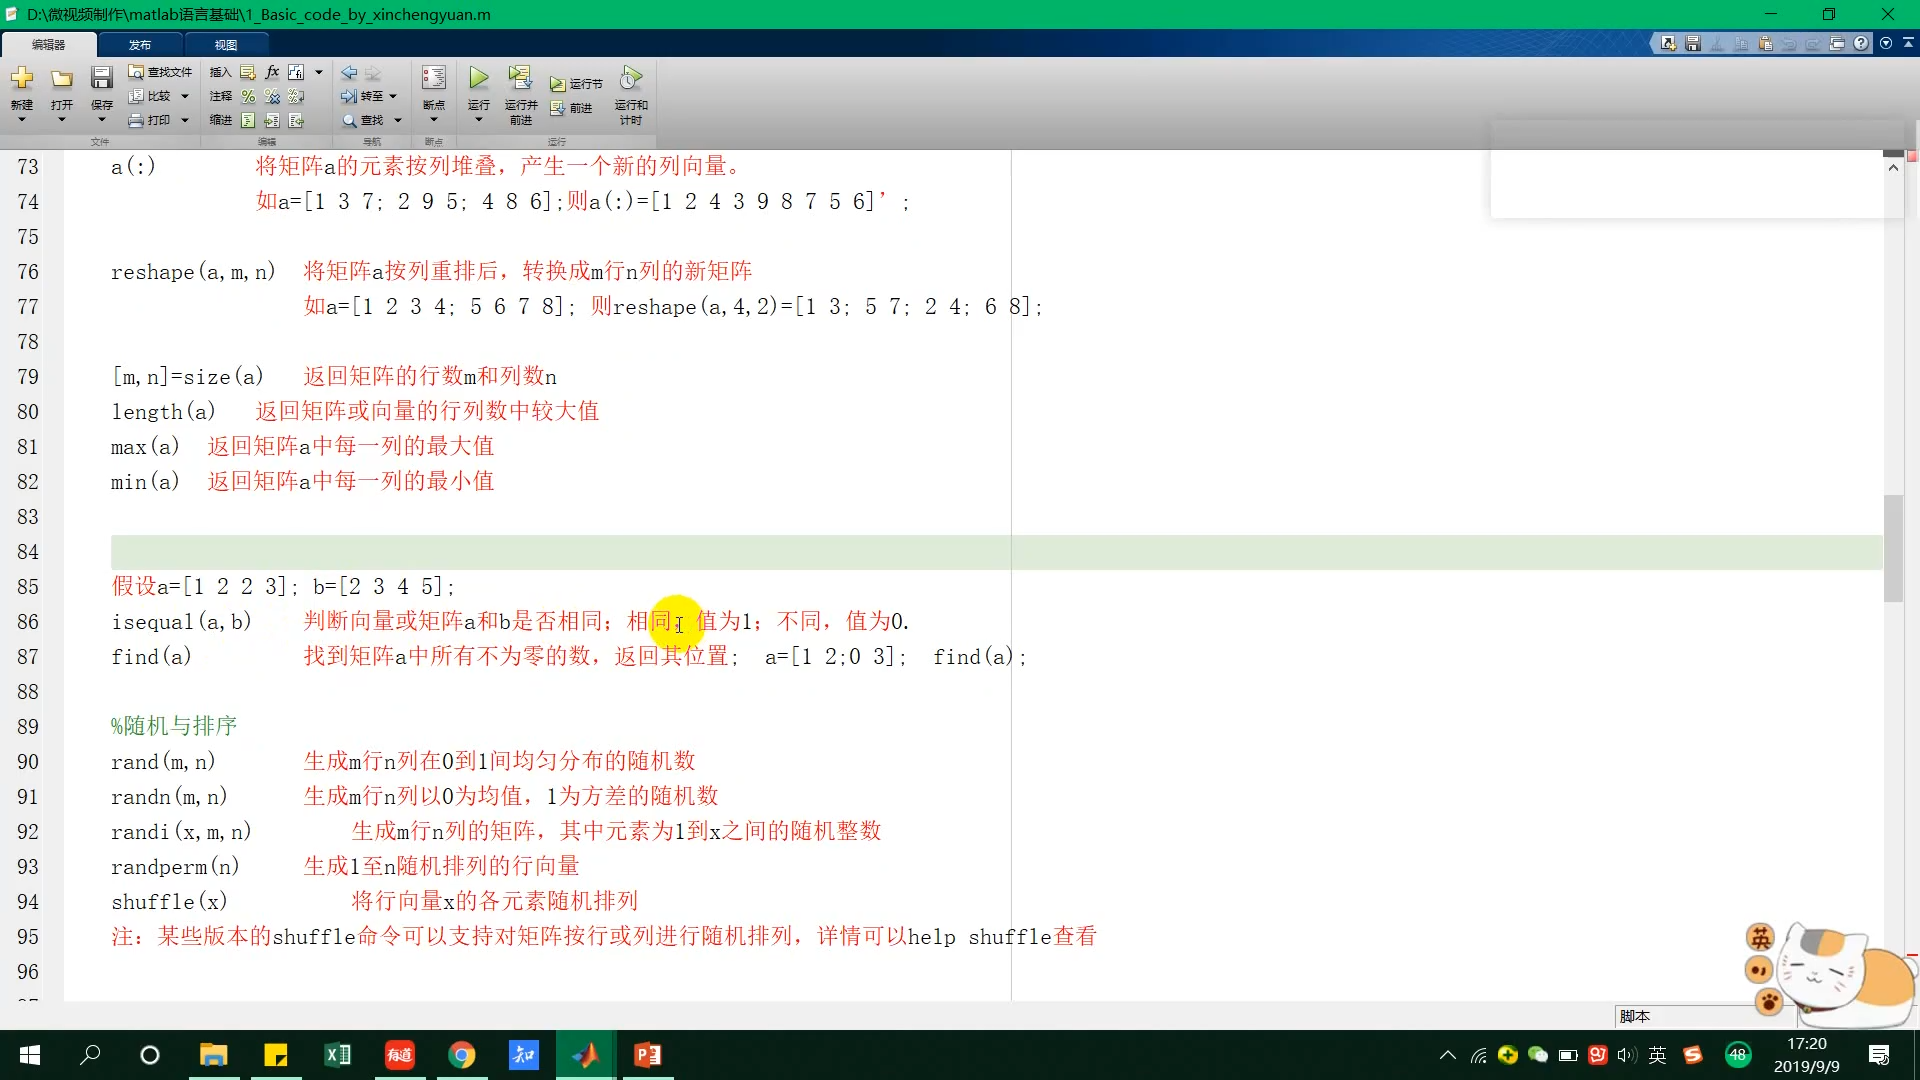 D:\微视频制作\matlab语言基础\1_Basic_code_by_xinchengyuan.m
编辑器 发布 视图
新建 打开 保存 查找文件 比较 打印 插入 fx 注释 缩进 转至 查找 断点 运行 运行并前进 运行节 前进 运行和计时
文件 编辑 导航 断点 运行
73 a(:) 将矩阵a的元素按列堆叠，产生一个新的列向量。
74 如a=[1 3 7; 2 9 5; 4 8 6];则a(:)=[1 2 4 3 9 8 7 5 6]’;
75
76 reshape(a,m,n) 将矩阵a按列重排后，转换成m行n列的新矩阵
77 如a=[1 2 3 4; 5 6 7 8]; 则reshape(a,4,2)=[1 3; 5 7; 2 4; 6 8];
78
79 [m,n]=size(a) 返回矩阵的行数m和列数n
80 length(a) 返回矩阵或向量的行列数中较大值
81 max(a) 返回矩阵a中每一列的最大值
82 min(a) 返回矩阵a中每一列的最小值
83
84
85 假设a=[1 2 2 3]; b=[2 3 4 5];
86 isequal(a,b) 判断向量或矩阵a和b是否相同；相同，值为1；不同，值为0.
87 find(a) 找到矩阵a中所有不为零的数，返回其位置; a=[1 2;0 3]; find(a);
88
89 %随机与排序
90 rand(m,n) 生成m行n列在0到1间均匀分布的随机数
91 randn(m,n) 生成m行n列以0为均值，1为方差的随机数
92 randi(x,m,n) 生成m行n列的矩阵，其中元素为1到x之间的随机整数
93 randperm(n) 生成1至n随机排列的行向量
94 shuffle(x) 将行向量x的各元素随机排列
95 注：某些版本的shuffle命令可以支持对矩阵按行或列进行随机排列，详情可以help shuffle查看
96
英
脚本
有道 知 英 48
17:20
2019/9/9